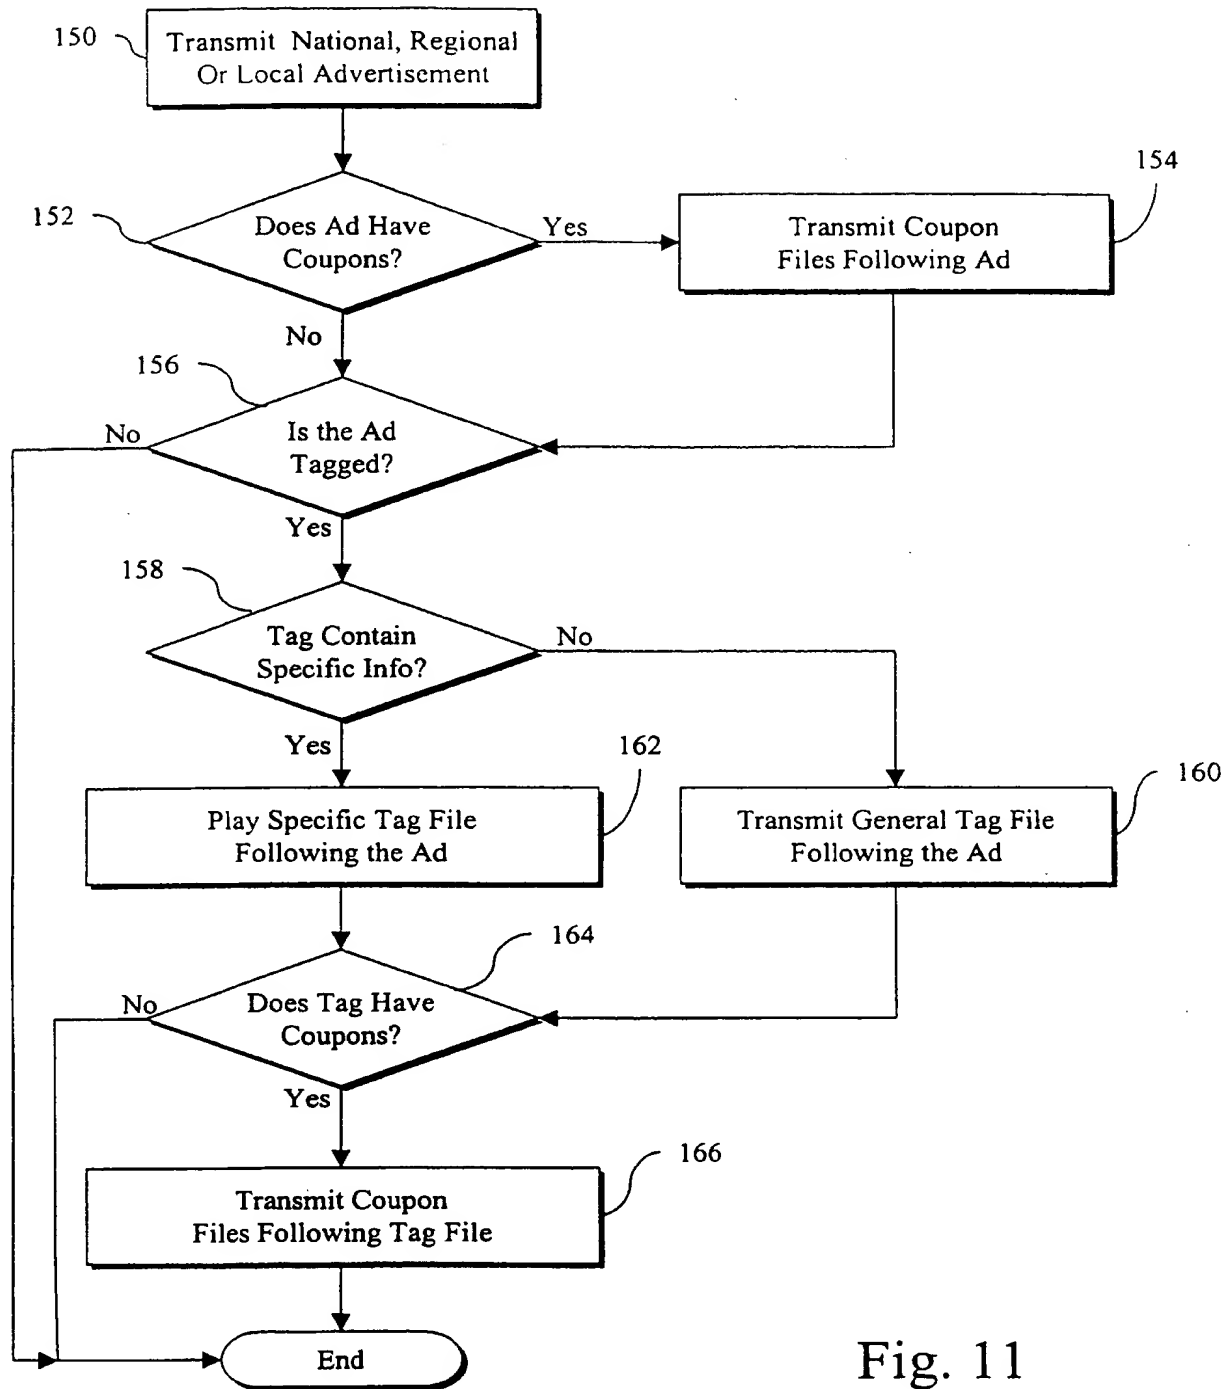 150
Transmit National, Regional
Or Local Advertisement
152
Does Ad Have
Coupons?
Yes
154
Transmit Coupon
Files Following Ad
No
156
No
Is the Ad
Tagged?
Yes
158
Tag Contain
Specific Info?
No
Yes
162
Play Specific Tag File
Following the Ad
160
Transmit General Tag File
Following the Ad
164
No
Does Tag Have
Coupons?
Yes
166
Transmit Coupon
Files Following Tag File
End
Fig. 11